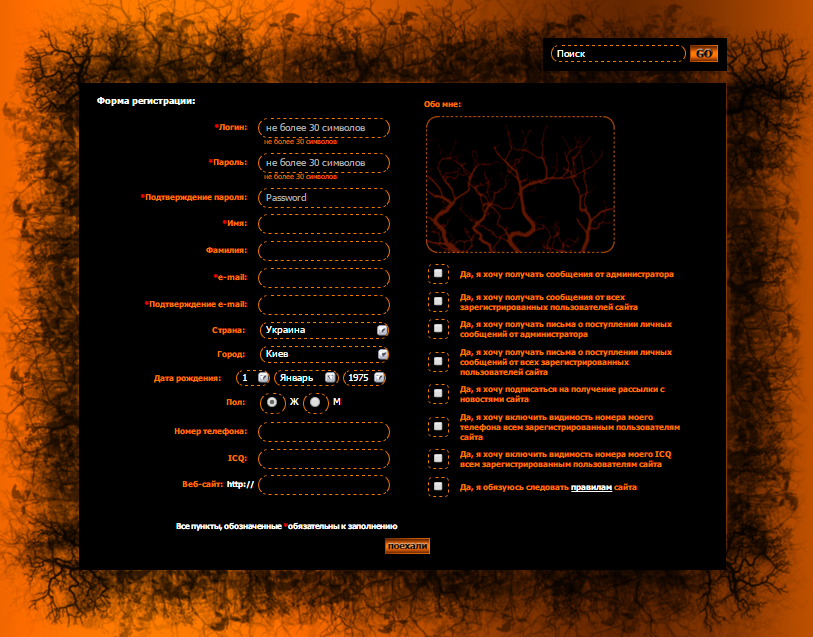 Поиск
GO
Форма регистрации:
*Логин:
не более 30 символов
не более 30 символов
*Пароль:
не более 30 символов
не более 30 символов
*Подтверждение пароля:
Password
*Имя:
Фамилия:
*e-mail:
*Подтверждение e-mail:
Страна:
Украина
Город:
Киев
Дата рождения:
1
Январь
1975
Пол:
Ж
М
Номер телефона:
ICQ:
Веб-сайт: http://
Обо мне:
Да, я хочу получать сообщения от администратора
Да, я хочу получать сообщения от всех
зарегистрированных пользователей сайта
Да, я хочу получать письма о поступлении личных
сообщений от администратора
Да, я хочу получать письма о поступлении личных
сообщений от всех зарегистрированных
пользователей сайта
Да, я хочу подписаться на получение рассылки с
новостями сайта
Да, я хочу включить видимость номера моего
телефона всем зарегистрированным пользователям
сайта
Да, я хочу включить видимость номера моего ICQ
всем зарегистрированным пользователям сайта
Да, я обязуюсь следовать правилам сайта
Все пункты, обозначенные *обязательны к заполнению
поехали